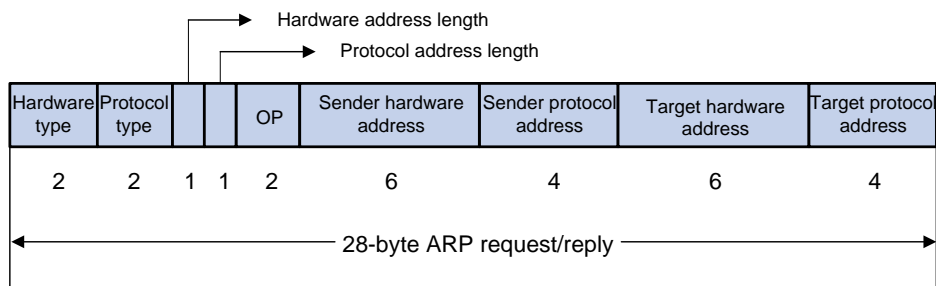 Hardware address length
Protocol address length
Hardware type
Protocol type
OP
Sender hardware address
Sender protocol address
Target hardware address
Target protocol address
2 2 1 1 2 6 4 6 4
28-byte ARP request/reply